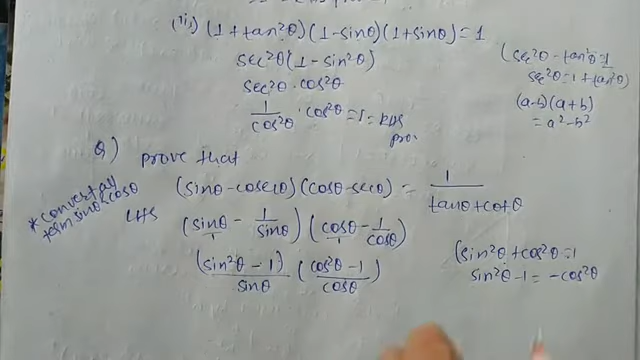 (ii) (1+tan²θ)(1-sinθ)(1+sinθ)=1
sec²θ(1-sin²θ)
sec²θ·cos²θ
1/cos²θ · cos²θ = 1 = RHS
pro.
(sec²θ-tan²θ=1
sec²θ=1+tan²θ)
(a-b)(a+b)
=a²-b²
Q) prove that
(sinθ-cosecθ)(cosθ-secθ) = 1/tanθ+cotθ
*convert
term sinθ cosθ
LHS
(sinθ/1 - 1/sinθ)(cosθ/1 - 1/cosθ)
(sin²θ-1)/sinθ (cos²θ-1)/cosθ
(sin²θ+cos²θ=1
sin²θ-1=-cos²θ